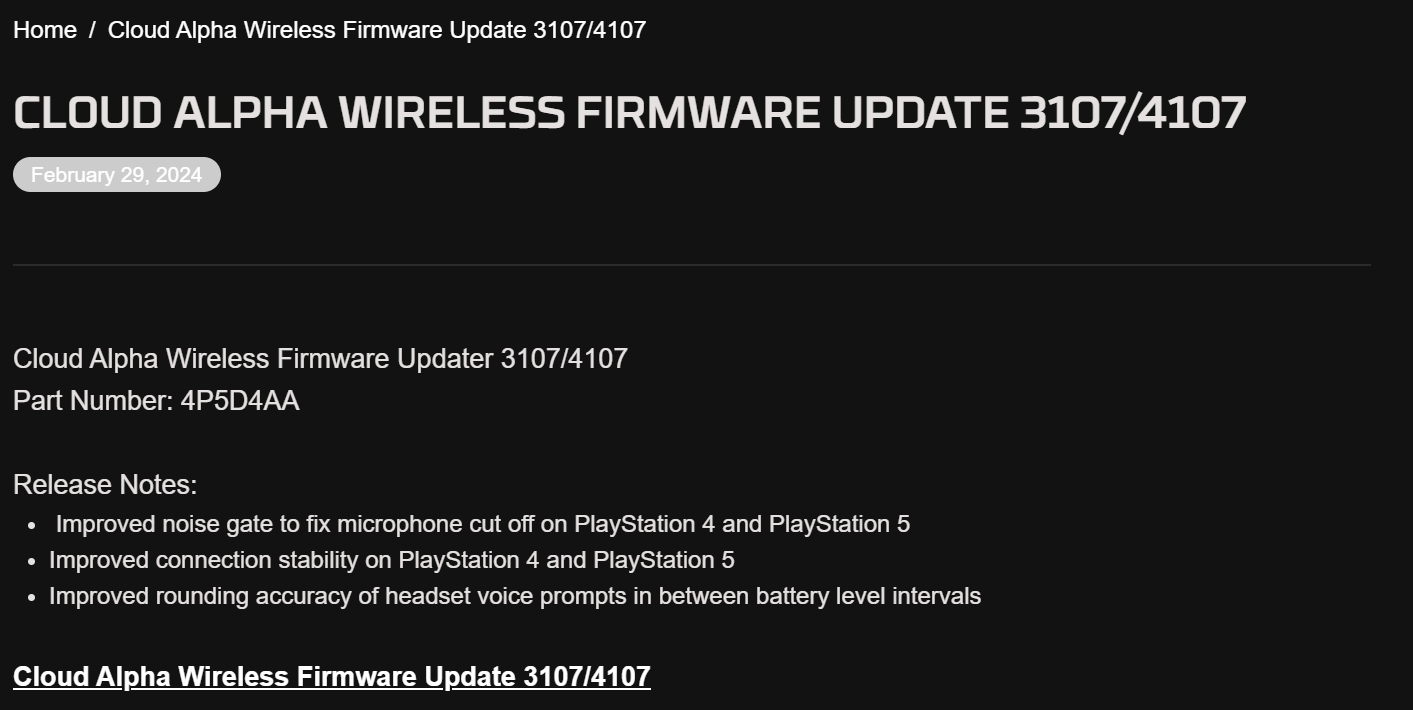 Home / Cloud Alpha Wireless Firmware Update 3107/4107
CLOUD ALPHA WIRELESS FIRMWARE UPDATE 3107/4107
February 29, 2024
Cloud Alpha Wireless Firmware Updater 3107/4107
Part Number: 4P5D4AA
Release Notes:
• Improved noise gate to fix microphone cut off on PlayStation 4 and PlayStation 5
• Improved connection stability on PlayStation 4 and PlayStation 5
• Improved rounding accuracy of headset voice prompts in between battery level intervals
Cloud Alpha Wireless Firmware Update 3107/4107